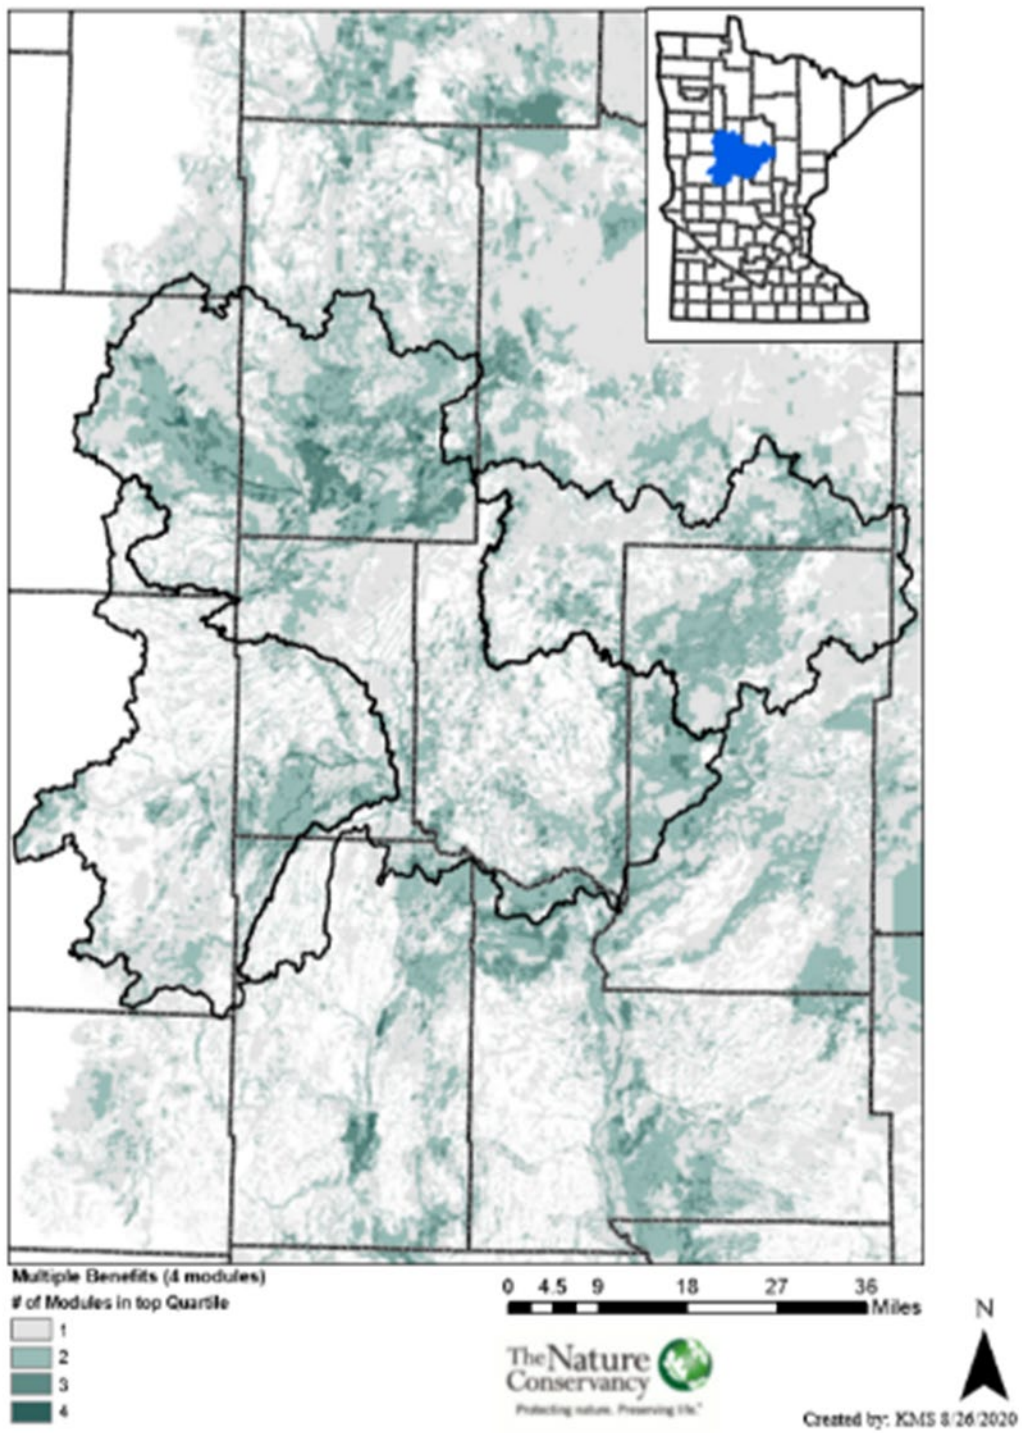 Multiple Benefits (4 modules)
# of Modules in top Quartile
1
2
3
4
0 4.5 9 18 27 36
Miles
The Nature
Conservancy
Protecting nature. Preserving life.™
N
Created by: KMS 8/26/2020